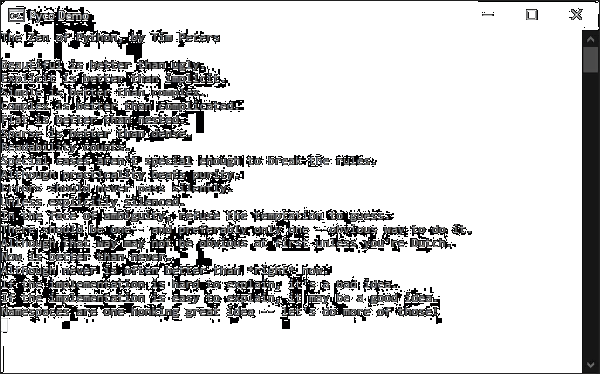 Demo
The Zen of Python, by Tim Peters
Beautiful is better than ugly.
Explicit is better than implicit.
Simple is better than complex.
Complex is better than complicated.
Flat is better than nested.
Sparse is better than dense.
Readability counts.
Special cases aren't special enough to break the rules.
Although practicality beats purity.
Errors should never pass silently.
Unless explicitly silenced.
In the face of ambiguity, refuse the temptation to guess.
There should be one-- and preferably only one --obvious way to do it.
Although that way may not be obvious at first unless you're Dutch.
Now is better than never.
Although never is often better than *right* now.
If the implementation is hard to explain, it's a bad idea.
If the implementation is easy to explain, it may be a good idea.
Namespaces are one honking great idea -- let's do more of those!